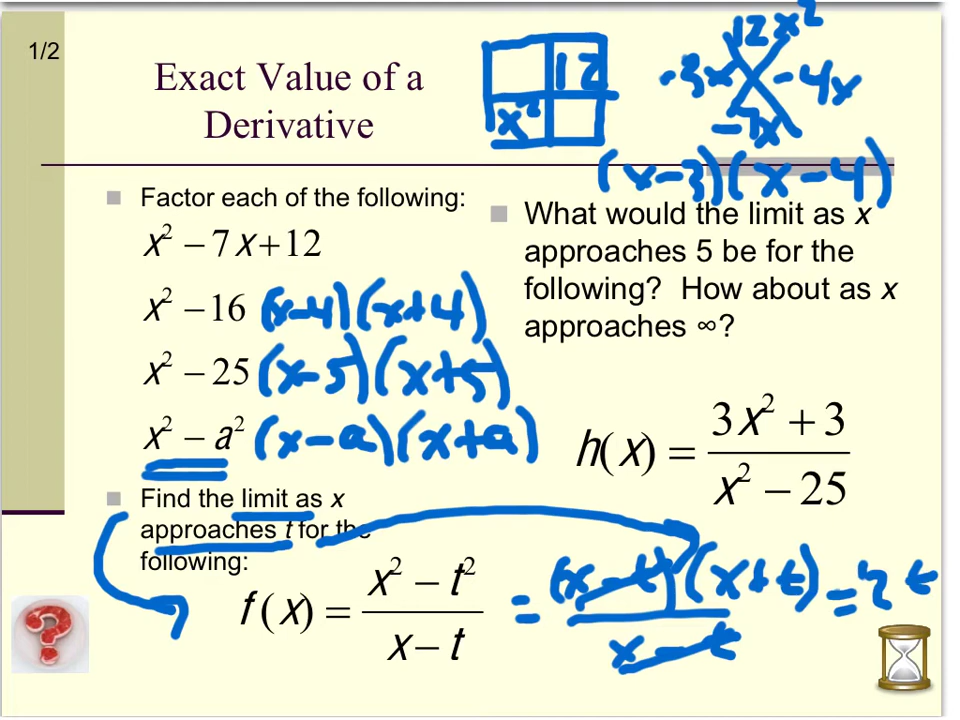 1/2
Exact Value of a
Derivative
12
x²
12x²
-3x -4x
-7x
(x-3)(x-4)
Factor each of the following:
x² − 7x + 12
x² − 16 (x-4)(x+4)
x² − 25 (x-5)(x+5)
x² − a² (x-a)(x+a)
Find the limit as x
approaches t for the
following:
f(x) = x² − t² / x − t = (x-t)(x+t) / x-t = 2t
What would the limit as x
approaches 5 be for the
following? How about as x
approaches ∞?
h(x) = 3x² + 3 / x² − 25